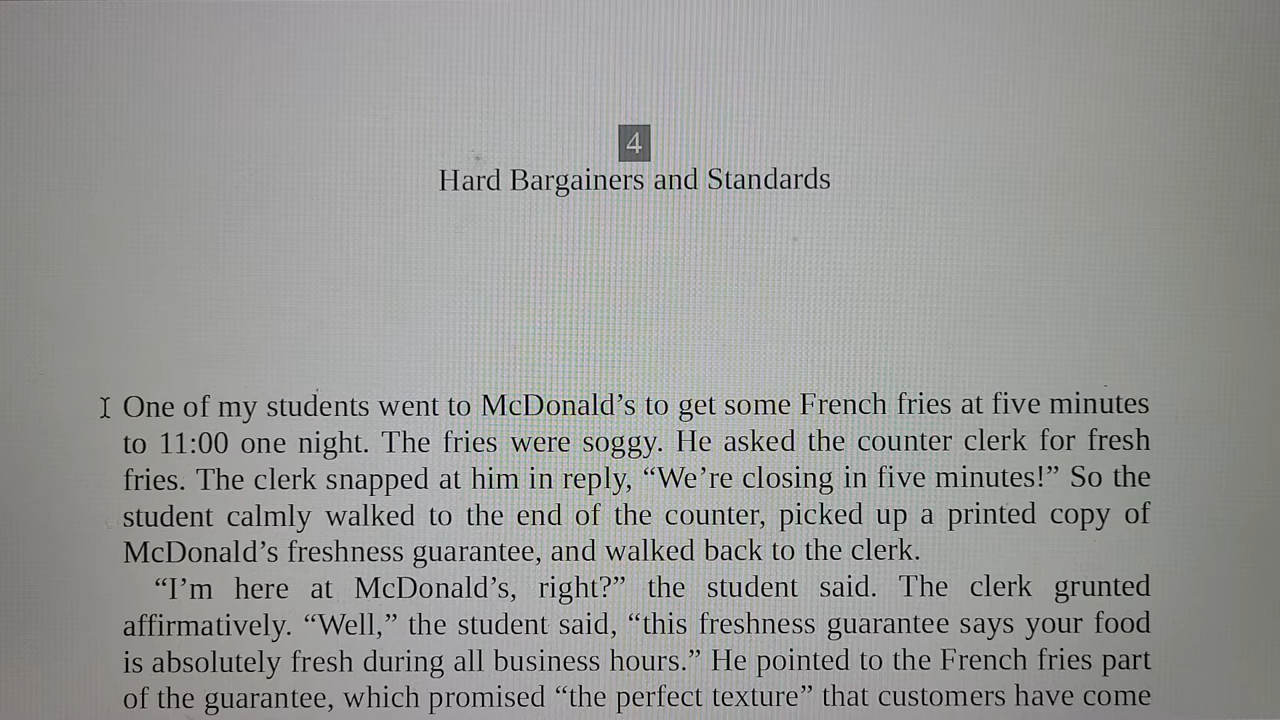 4
Hard Bargainers and Standards
One of my students went to McDonald’s to get some French fries at five minutes
to 11:00 one night. The fries were soggy. He asked the counter clerk for fresh
fries. The clerk snapped at him in reply, “We’re closing in five minutes!” So the
student calmly walked to the end of the counter, picked up a printed copy of
McDonald’s freshness guarantee, and walked back to the clerk.
“I’m here at McDonald’s, right?” the student said. The clerk grunted
affirmatively. “Well,” the student said, “this freshness guarantee says your food
is absolutely fresh during all business hours.” He pointed to the French fries part
of the guarantee, which promised “the perfect texture” that customers have come